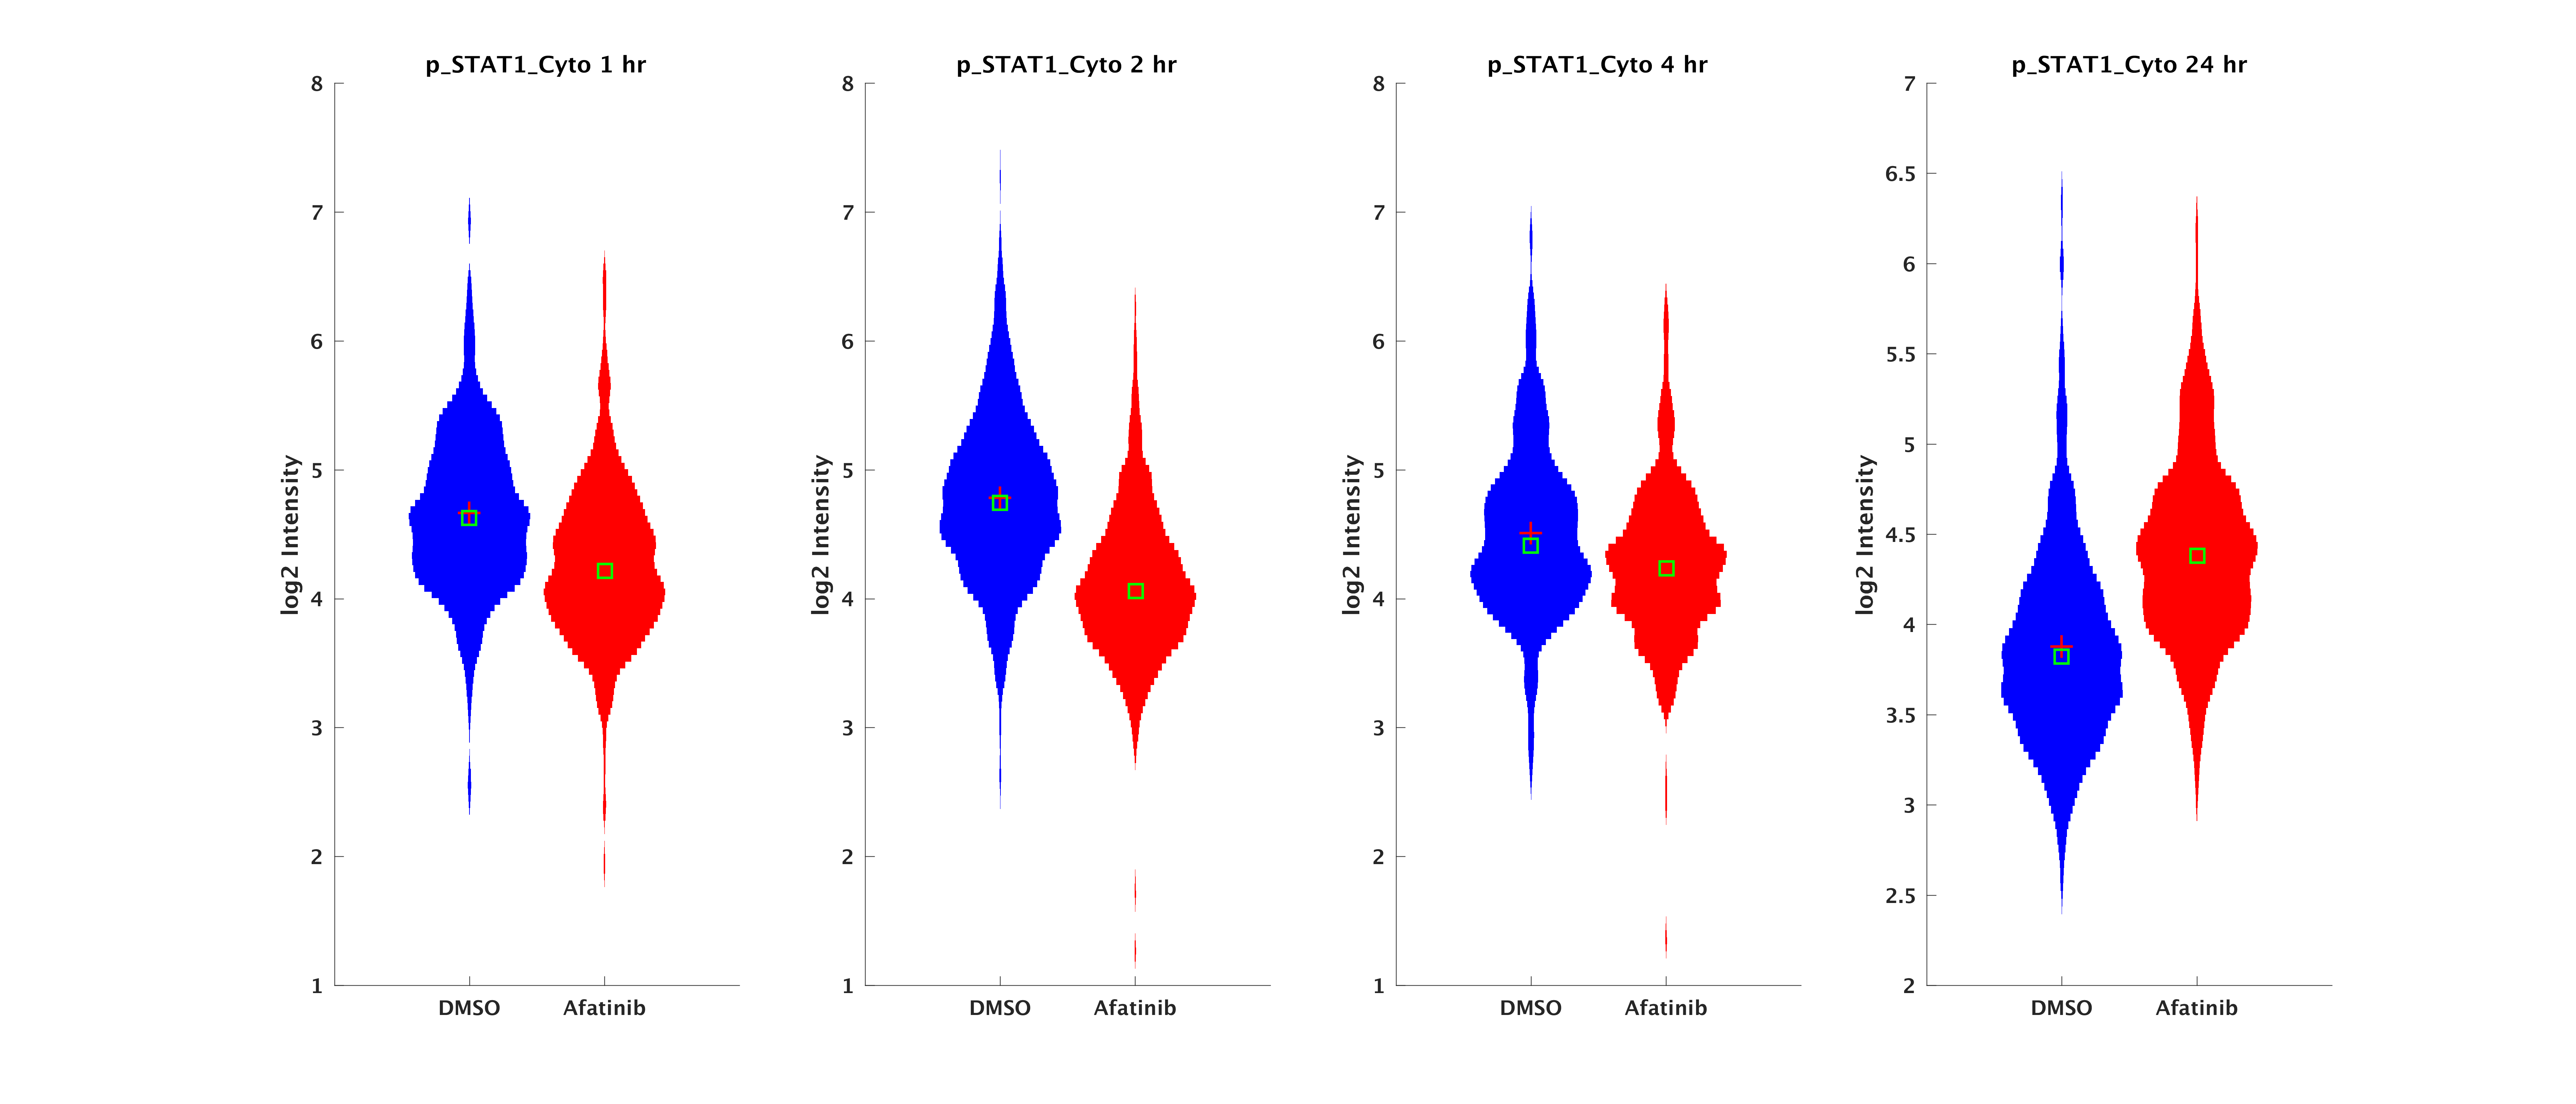 p_STAT1_Cyto 1 hr
8
7
6
5
4
3
2
1
log2 Intensity
DMSO
Afatinib
p_STAT1_Cyto 2 hr
8
7
6
5
4
3
2
1
log2 Intensity
DMSO
Afatinib
p_STAT1_Cyto 4 hr
8
7
6
5
4
3
2
1
log2 Intensity
DMSO
Afatinib
p_STAT1_Cyto 24 hr
7
6.5
6
5.5
5
4.5
4
3.5
3
2.5
2
log2 Intensity
DMSO
Afatinib